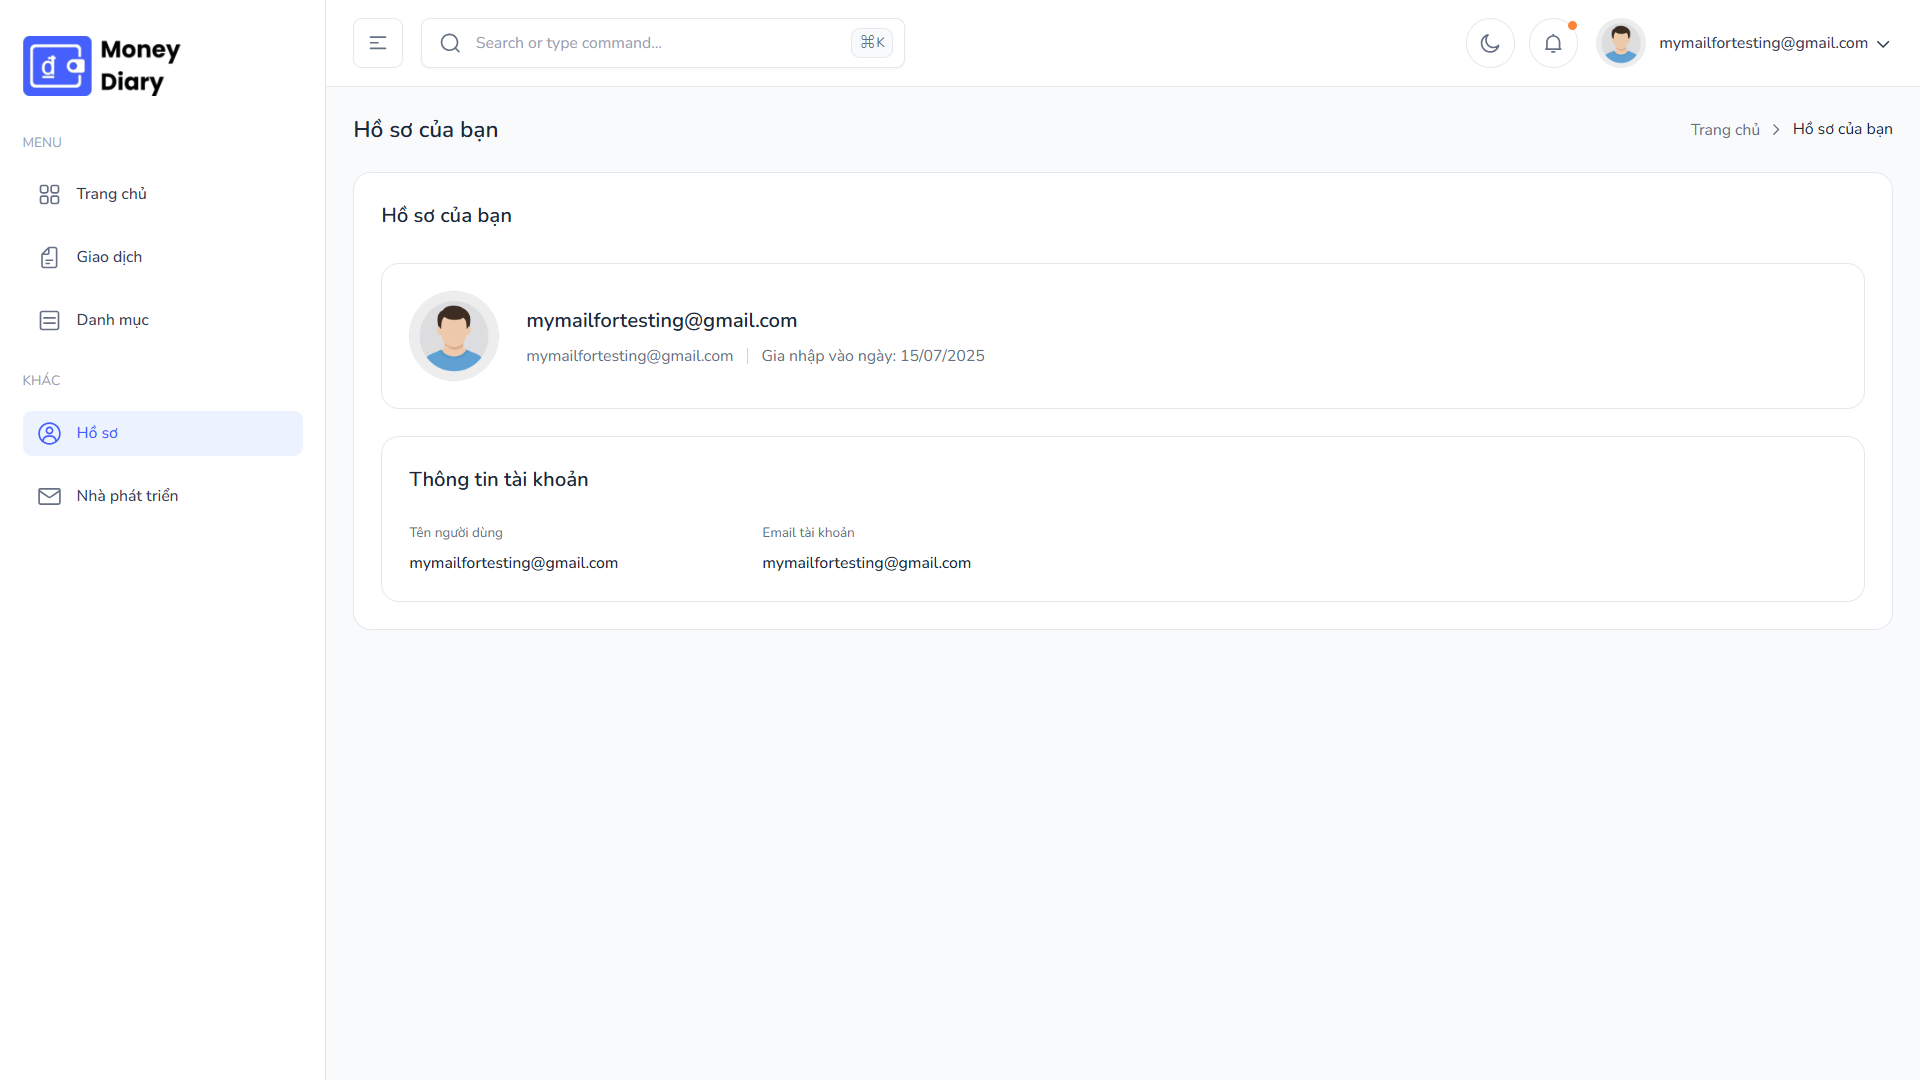 Money
Diary
MENU
Trang chủ
Giao dịch
Danh mục
KHÁC
Hồ sơ
Nhà phát triển
Search or type command...
⌘K
mymailfortesting@gmail.com
Hồ sơ của bạn
Trang chủ
Hồ sơ của bạn
Hồ sơ của bạn
mymailfortesting@gmail.com
mymailfortesting@gmail.com
Gia nhập vào ngày: 15/07/2025
Thông tin tài khoản
Tên người dùng
mymailfortesting@gmail.com
Email tài khoản
mymailfortesting@gmail.com